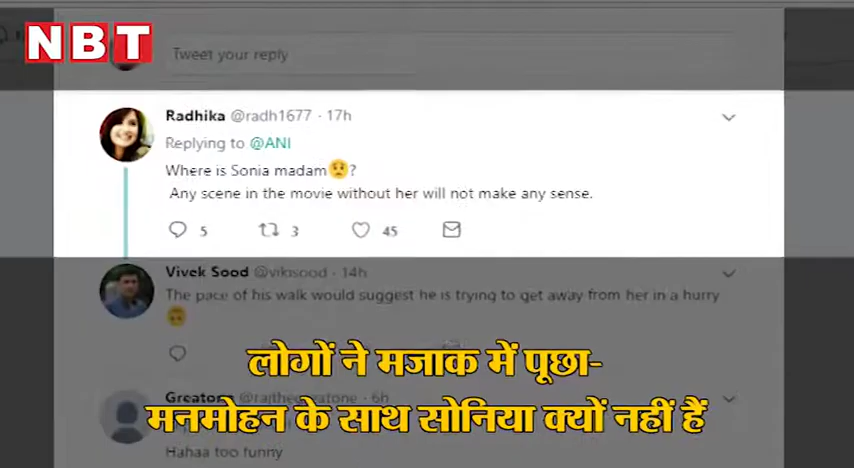 NBT
Tweet your reply
Radhika @radh1677 · 17h
Replying to @ANI
Where is Sonia madam😟?
Any scene in the movie without her will not make any sense.
5 3 45
Vivek Sood @vikisood · 14h
The pace of his walk would suggest he is trying to get away from her in a hurry
🙃
लोगों ने मजाक में पूछा-
मनमोहन के साथ सोनिया क्यों नहीं हैं
Hahaa too funny